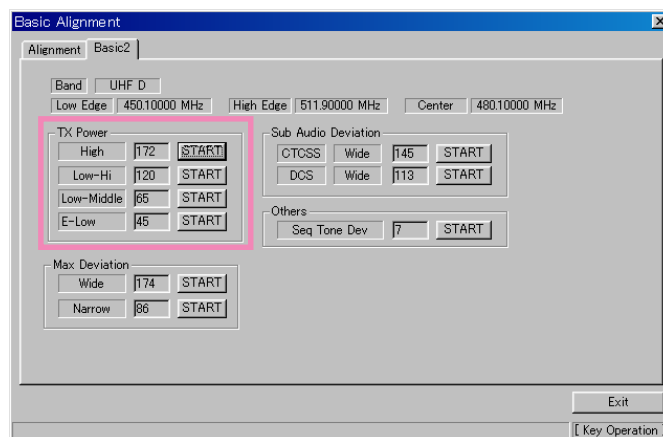 Basic Alignment
Alignment Basic2
Band UHF D
Low Edge 450.10000 MHz High Edge 511.90000 MHz Center 480.10000 MHz
TX Power
High 172 START
Low-Hi 120 START
Low-Middle 65 START
E-Low 45 START
Sub Audio Deviation
CTCSS Wide 145 START
DCS Wide 113 START
Others
Seq Tone Dev 7 START
Max Deviation
Wide 174 START
Narrow 86 START
Exit
[ Key Operation